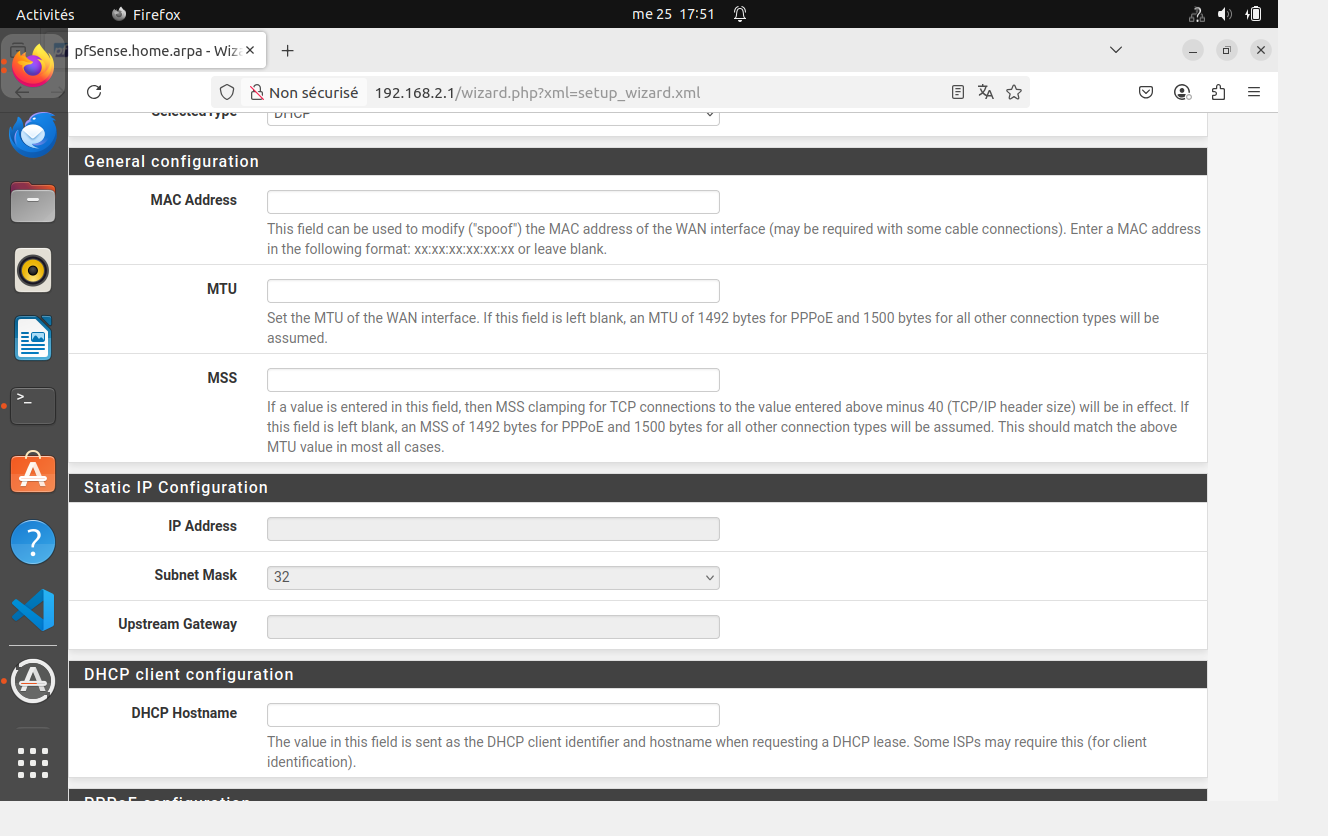 Activités
Firefox
me 25 17:51
pfSense.home.arpa - Wiz
Non sécurisé
192.168.2.1/wizard.php?xml=setup_wizard.xml
SelectedType
DHCP
General configuration
MAC Address
This field can be used to modify ("spoof") the MAC address of the WAN interface (may be required with some cable connections). Enter a MAC address
in the following format: xx:xx:xx:xx:xx:xx or leave blank.
MTU
Set the MTU of the WAN interface. If this field is left blank, an MTU of 1492 bytes for PPPoE and 1500 bytes for all other connection types will be
assumed.
MSS
If a value is entered in this field, then MSS clamping for TCP connections to the value entered above minus 40 (TCP/IP header size) will be in effect. If
this field is left blank, an MSS of 1492 bytes for PPPoE and 1500 bytes for all other connection types will be assumed. This should match the above
MTU value in most all cases.
Static IP Configuration
IP Address
Subnet Mask
32
Upstream Gateway
DHCP client configuration
DHCP Hostname
The value in this field is sent as the DHCP client identifier and hostname when requesting a DHCP lease. Some ISPs may require this (for client
identification).
PPPoE configuration